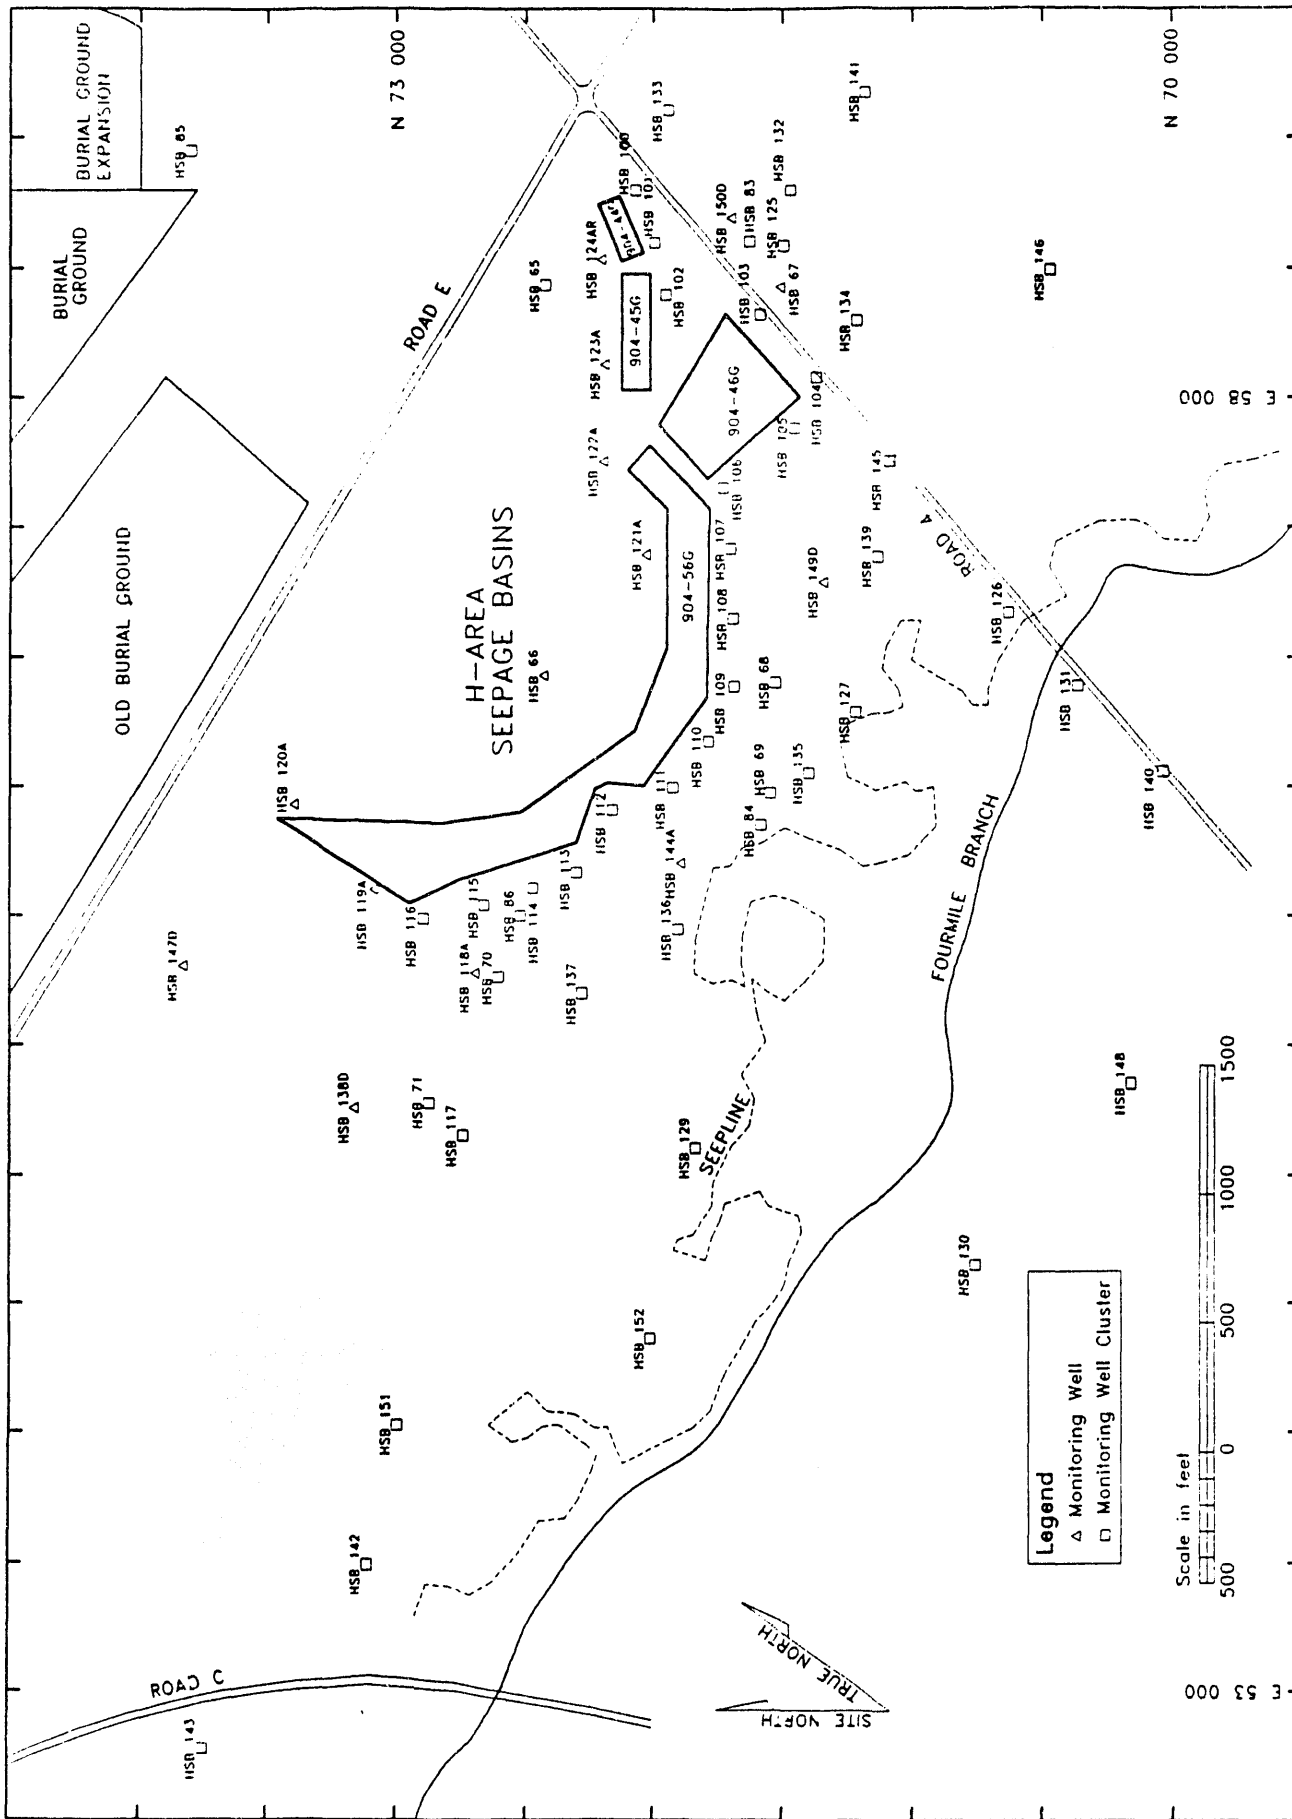 BURIAL GROUND
EXPANSION
BURIAL
GROUND
OLD BURIAL GROUND
ROAD E
H-AREA
SEEPAGE BASINS
N 73 000
N 70 000
E 58 000
E 53 000
ROAD 4
ROAD C
FOURMILE BRANCH
SEEPLINE
904-45G
904-46G
904-56G
HSB 85
HSB 133
HSB 100
HSB 141
HSB 132
HSB 150D
HSB 83
HSB 125
HSB 124AR
HSB 65
HSB 102
HSB 103
HSB 67
HSB 134
HSB 146
HSB 123A
HSB 104
HSB 105
HSB 122A
HSB 106
HSB 145
HSB 121A
HSB 107
HSB 139
HSB 149D
HSB 108
HSB 126
HSB 66
HSB 109
HSB 68
HSB 127
HSB 131
HSB 110
HSB 69
HSB 135
HSB 140
HSB 120A
HSB 112
HSB 111
HSB 84
HSB 144A
HSB 113
HSB 119A
HSB 116
HSB 115
HSB 86
HSB 114
HSB 136
HSB 147D
HSB 118A
HSB 70
HSB 137
HSB 138D
HSB 71
HSB 117
HSB 129
HSB 148
HSB 130
HSB 152
HSB 151
HSB 142
HSB 143
Legend
△ Monitoring Well
□ Monitoring Well Cluster
Scale in feet
500 0 500 1000 1500
SITE NORTH
TRUE NORTH